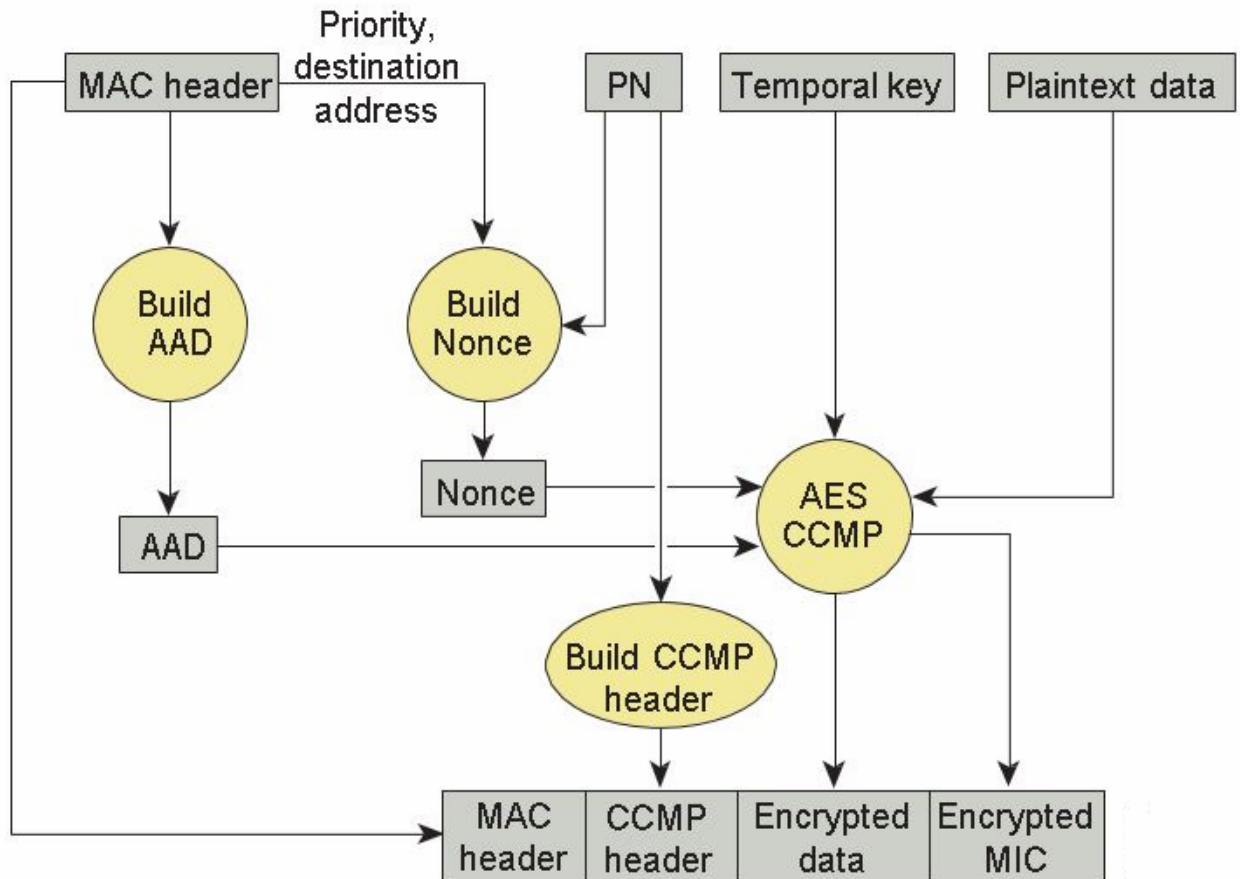 Priority,
destination
address
MAC header
PN
Temporal key
Plaintext data
Build
AAD
Build
Nonce
Nonce
AAD
AES
CCMP
Build CCMP
header
MAC
header
CCMP
header
Encrypted
data
Encrypted
MIC